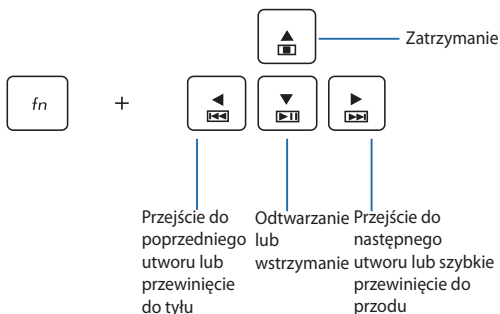 Zatrzymanie
fn +
Przejście do
poprzedniego
utworu lub
przewinięcie
do tyłu
Odtwarzanie
lub
wstrzymanie
Przejście do
następnego
utworu lub szybkie
przewinięcie do
przodu